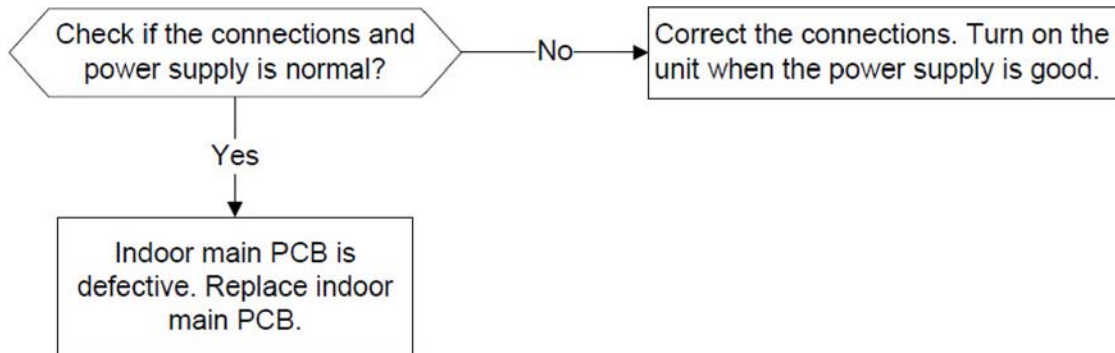 Check if the connections and
power supply is normal?
No
Correct the connections. Turn on the
unit when the power supply is good.
Yes
Indoor main PCB is
defective. Replace indoor
main PCB.